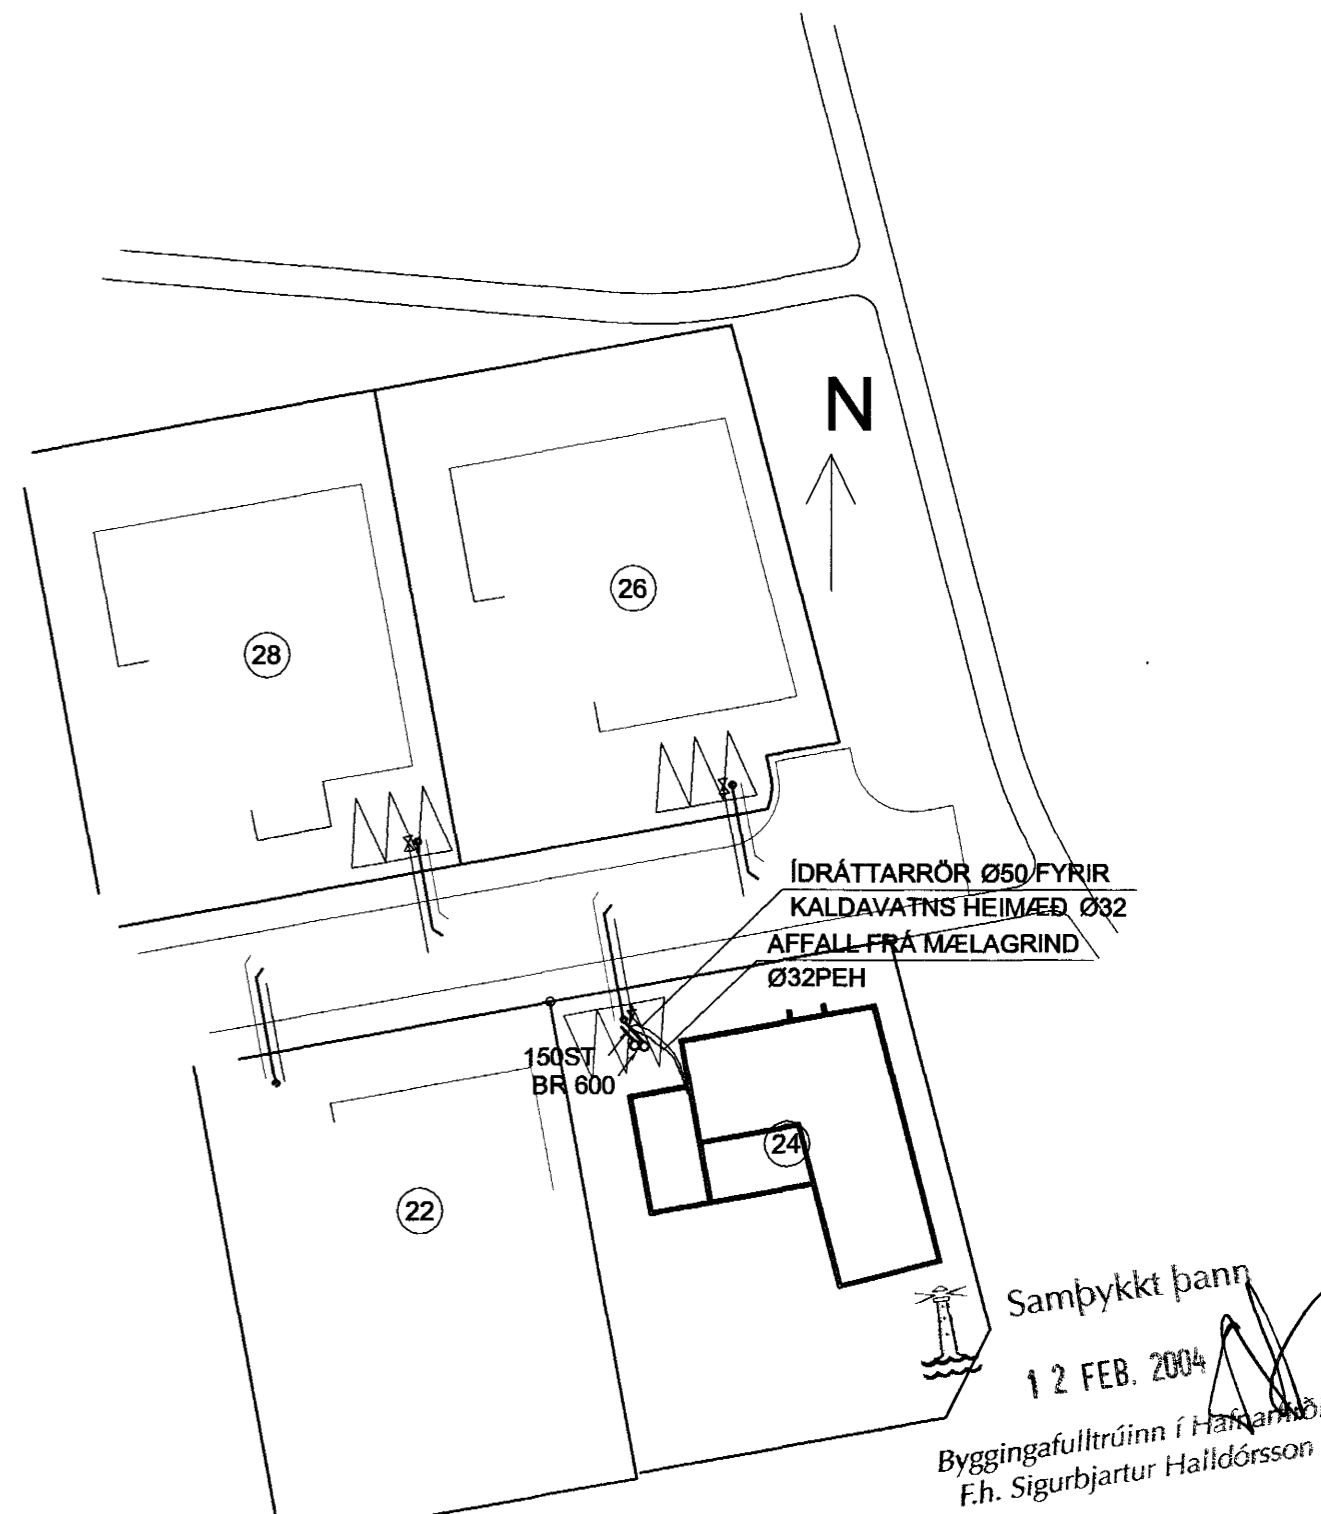 N
26
28
ÍDRÁTTARRÖR Ø50 FYRIR
KALDAVATNS HEIMÆÐ Ø32
AFFALL FRÁ MÆLAGRIND
Ø32PEH
150ST
BR 600
24
22
Samþykkt þann
12 FEB. 2004
Byggingafulltrúinn í
F.h. Sigurbjartur Halldórsson